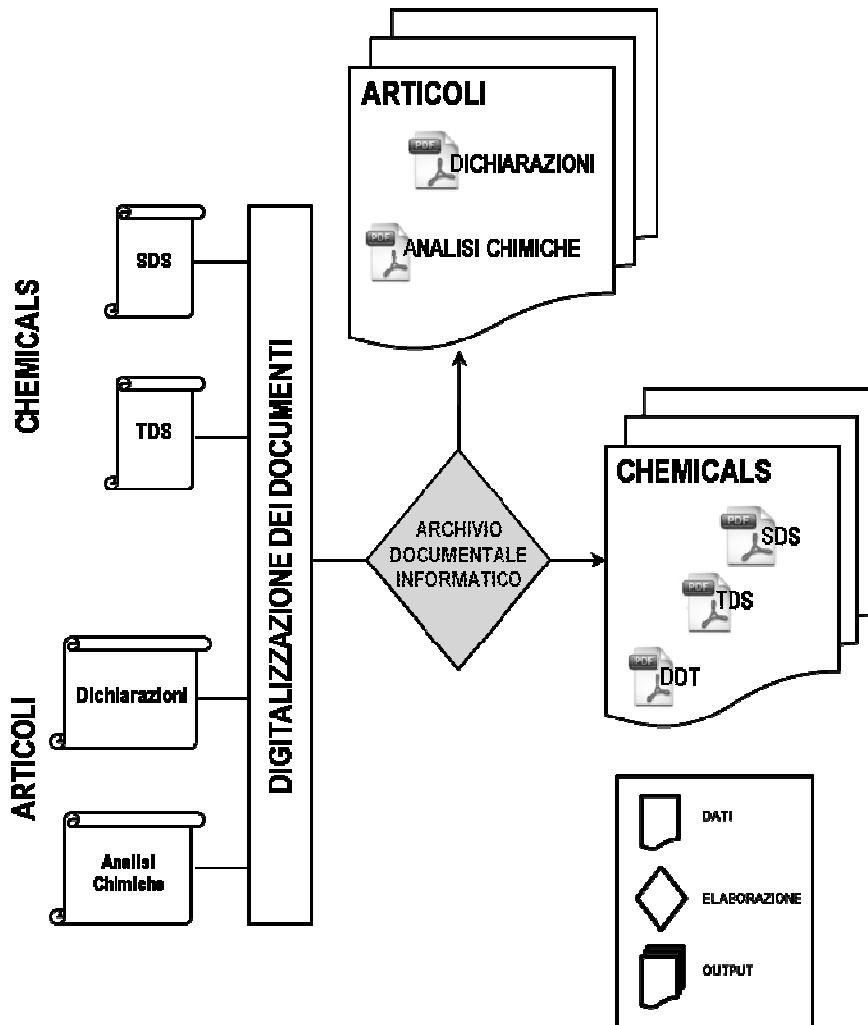 ARTICOLI
PDF
DICHIARAZIONI
PDF
ANALISI CHIMICHE
CHEMICALS
SDS
TDS
DIGITALIZZAZIONE DEI DOCUMENTI
ARTICOLI
Dichiarazioni
Analisi
Chimiche
ARCHIVIO
DOCUMENTALE
INFORMATICO
CHEMICALS
PDF
SDS
PDF
TDS
PDF
DDT
DATI
ELABORAZIONE
OUTPUT